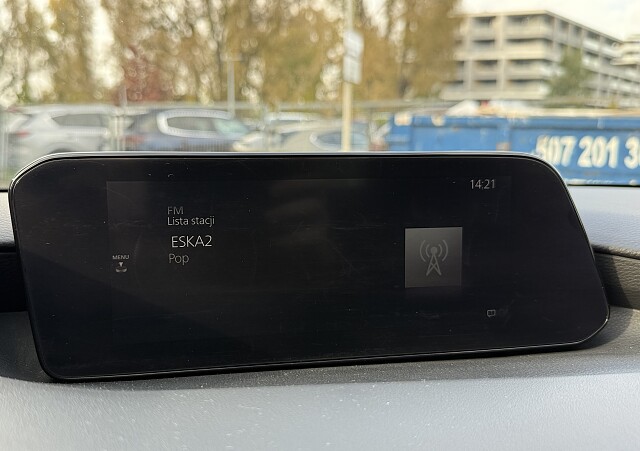 507 201 3
14:21
FM
Lista stacji
ESKA2
Pop
MENU